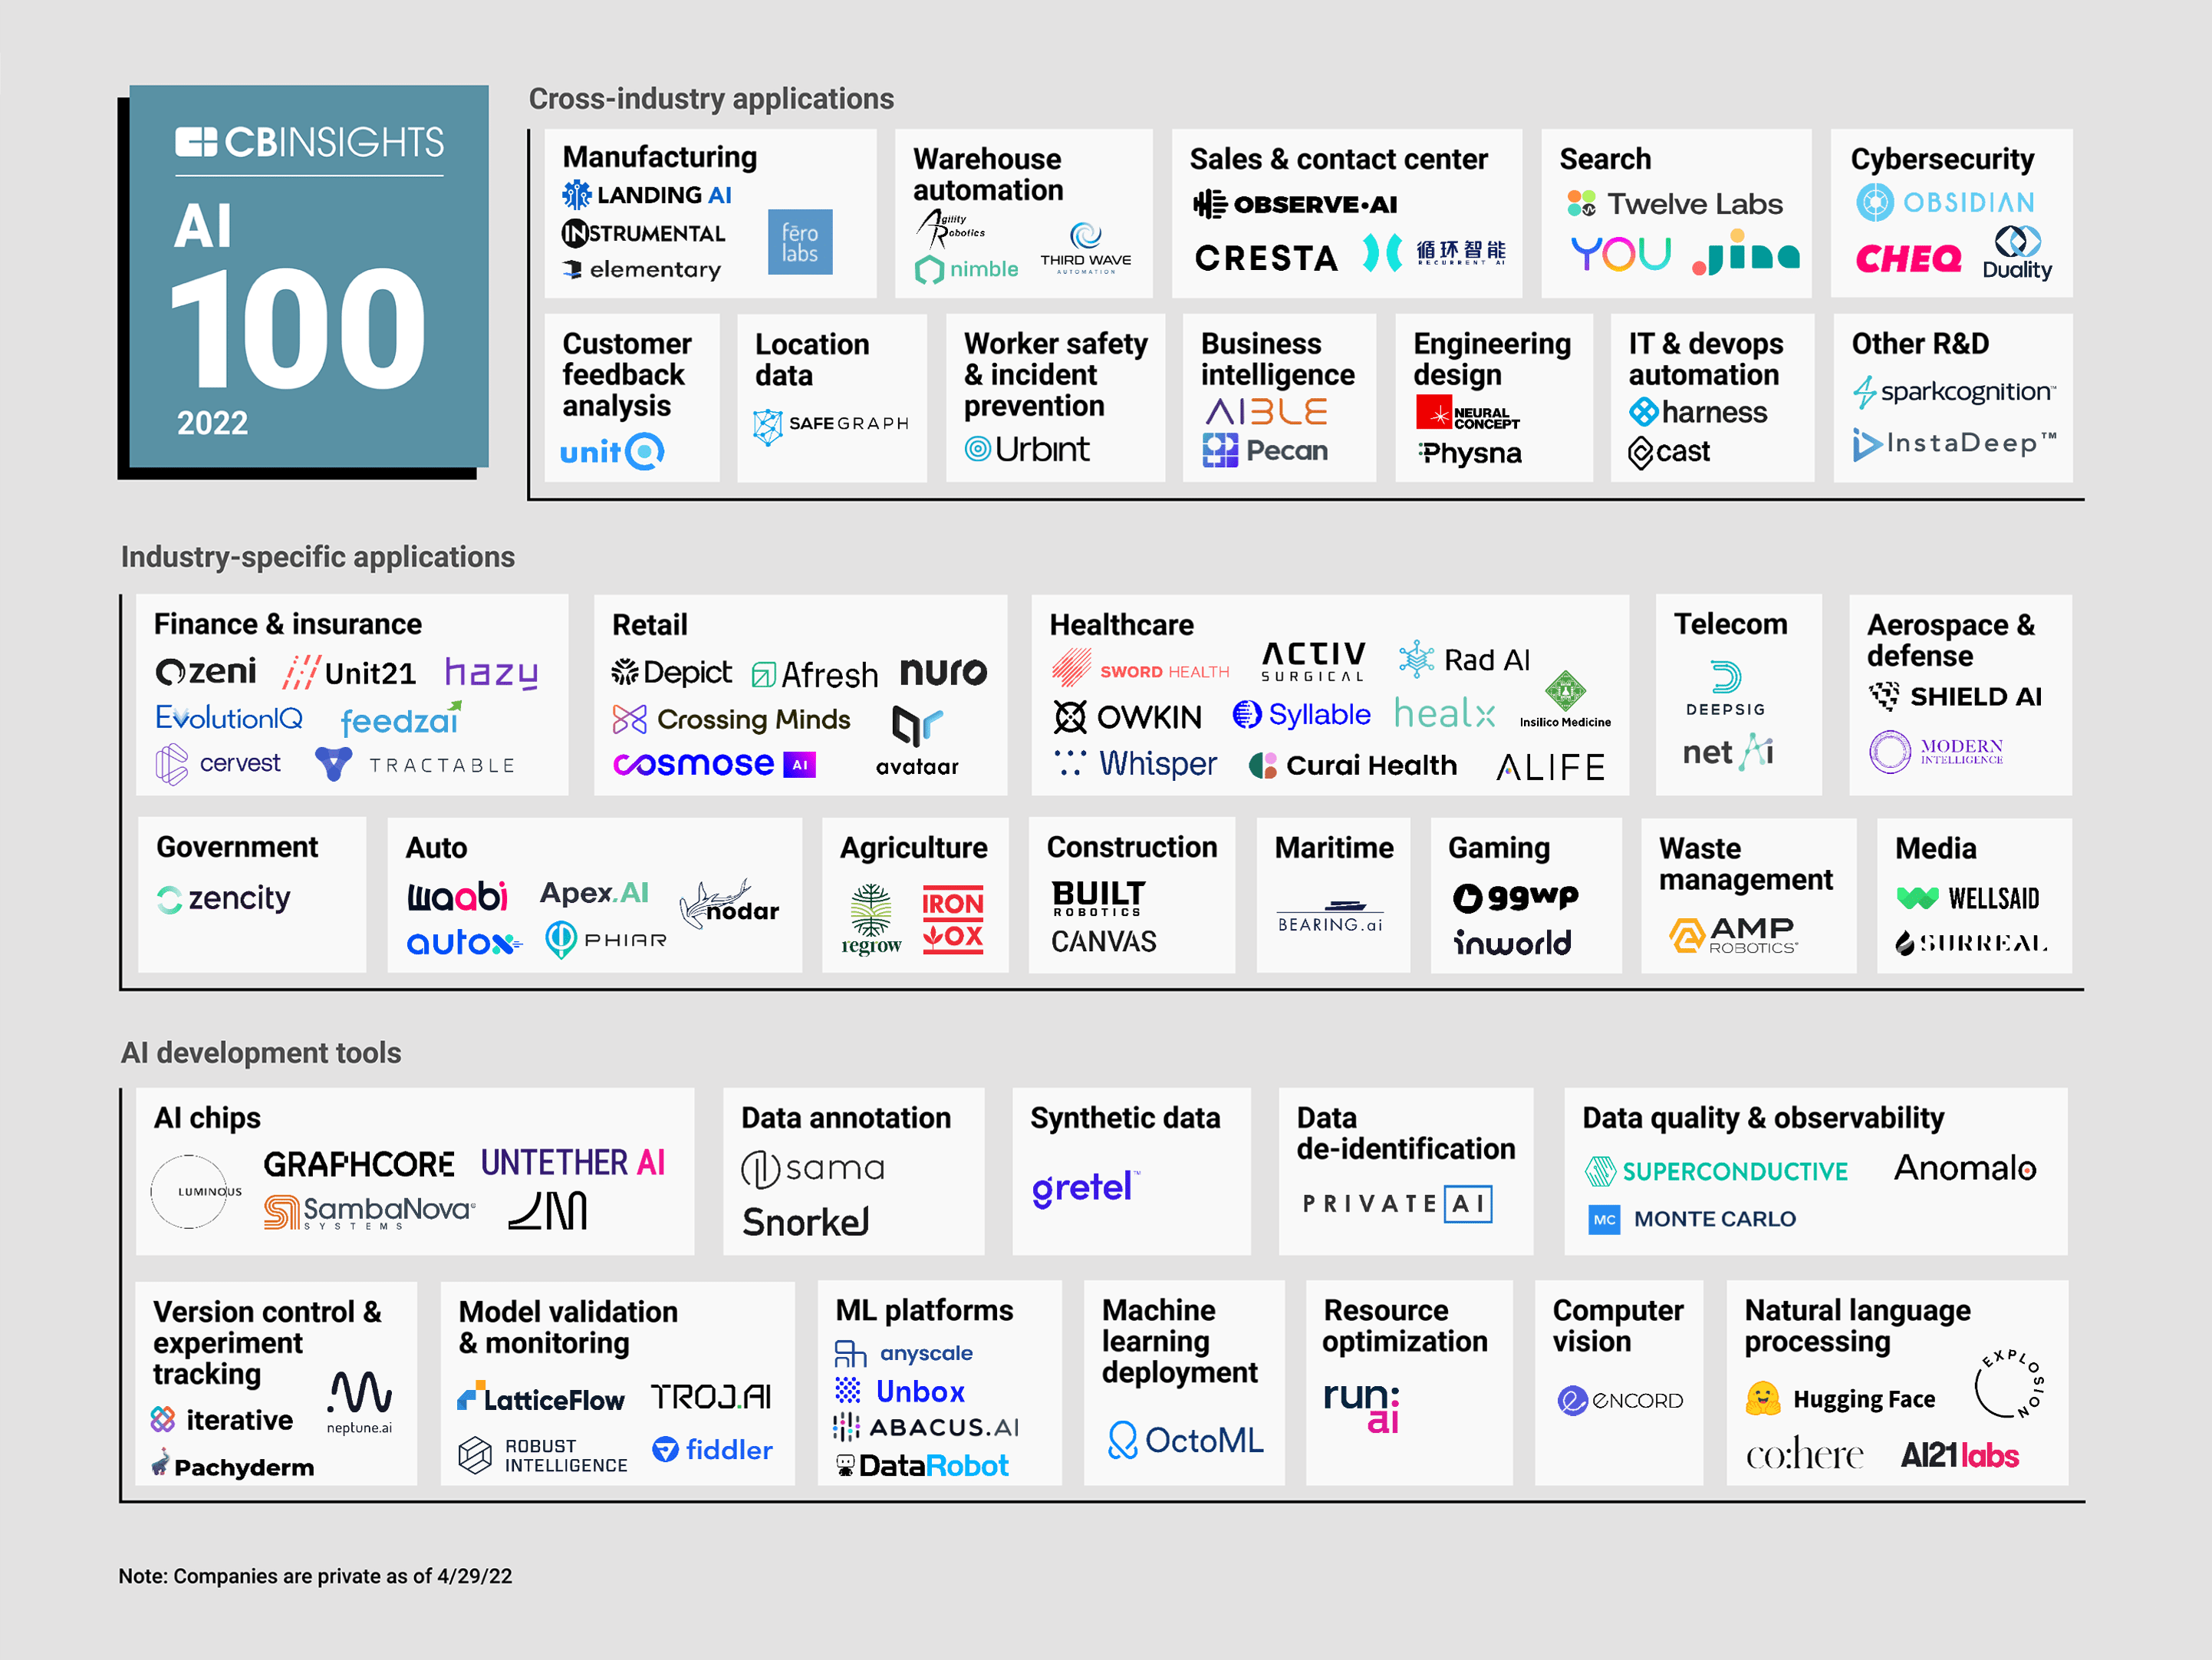 CBINSIGHTS
AI
100
2022
Cross-industry applications
Manufacturing
LANDING AI
INSTRUMENTAL
elementary
fēro
labs
Warehouse
automation
Agility
Robotics
nimble
THIRD WAVE
AUTOMATION
Sales & contact center
OBSERVE•AI
CRESTA
循环智能
RECURRENT AI
Search
Twelve Labs
YOU
.jina
Cybersecurity
OBSIDIAN
CHEQ
Duality
Customer
feedback
analysis
unitQ
Location
data
SAFEGRAPH
Worker safety
& incident
prevention
Urbint
Business
intelligence
AIBLE
Pecan
Engineering
design
NEURAL
CONCEPT
Physna
IT & devops
automation
harness
cast
Other R&D
sparkcognition™
InstaDeep™
Industry-specific applications
Finance & insurance
zeni
Unit21
hazy
EvolutionIQ
feedzai
cervest
TRACTABLE
Retail
Depict
Afresh
nuro
Crossing Minds
cosmose AI
avataar
Healthcare
SWORD HEALTH
ACTIV
SURGICAL
Rad AI
OWKIN
Syllable
healx
Insilico Medicine
Whisper
Curai Health
ALIFE
Telecom
DEEPSIG
net Ai
Aerospace &
defense
SHIELD AI
MODERN
INTELLIGENCE
Government
zencity
Auto
waabi
Apex.AI
nodar
autox
PHIAR
Agriculture
regrow
IRON
OX
Construction
BUILT
ROBOTICS
CANVAS
Maritime
BEARING.ai
Gaming
ggwp
inworld
Waste
management
AMP
ROBOTICS™
Media
WELLSAID
SURREAL
AI development tools
AI chips
LUMINOUS
GRAPHCORE
UNTETHER AI
SambaNova®
SYSTEMS
Data annotation
sama
Snorkel
Synthetic data
gretel™
Data
de-identification
PRIVATE AI
Data quality & observability
SUPERCONDUCTIVE
Anomalo
MC MONTE CARLO
Version control &
experiment
tracking
neptune.ai
iterative
Pachyderm
Model validation
& monitoring
LatticeFlow
TROJ.AI
ROBUST
INTELLIGENCE
fiddler
ML platforms
anyscale
Unbox
ABACUS.AI
DataRobot
Machine
learning
deployment
OctoML
Resource
optimization
run:
ai
Computer
vision
ENCORD
Natural language
processing
EXPLOSION
Hugging Face
co:here
AI21labs
Note: Companies are private as of 4/29/22